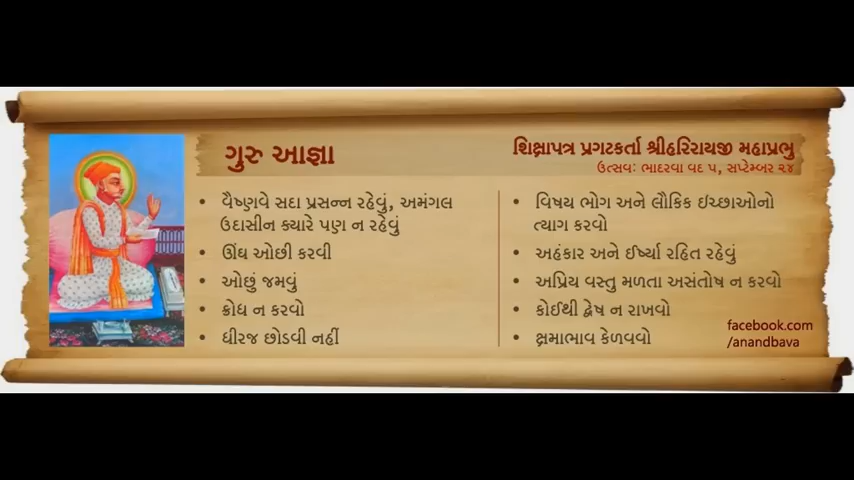 ગુરુ આજ્ઞા
શિક્ષાપત્ર પ્રગટકર્તા શ્રીહરિરાયજી મહાપ્રભુ
ઉત્સવઃ ભાદરવા વદ ૫, સપ્ટેમ્બર ૨૪
• વૈષ્ણવે સદા પ્રસન્ન રહેવું, અમંગલ
ઉદાસીન ક્યારે પણ ન રહેવું
• ઊંઘ ઓછી કરવી
• ઓછું જમવું
• ક્રોધ ન કરવો
• ધીરજ છોડવી નહીં
• વિષય ભોગ અને લૌકિક ઇચ્છાઓનો
ત્યાગ કરવો
• અહંકાર અને ઈર્ષ્યા રહિત રહેવું
• અપ્રિય વસ્તુ મળતા અસંતોષ ન કરવો
• કોઈથી દ્વેષ ન રાખવો
• ક્ષમાભાવ કેળવવો
facebook.com
/anandbava